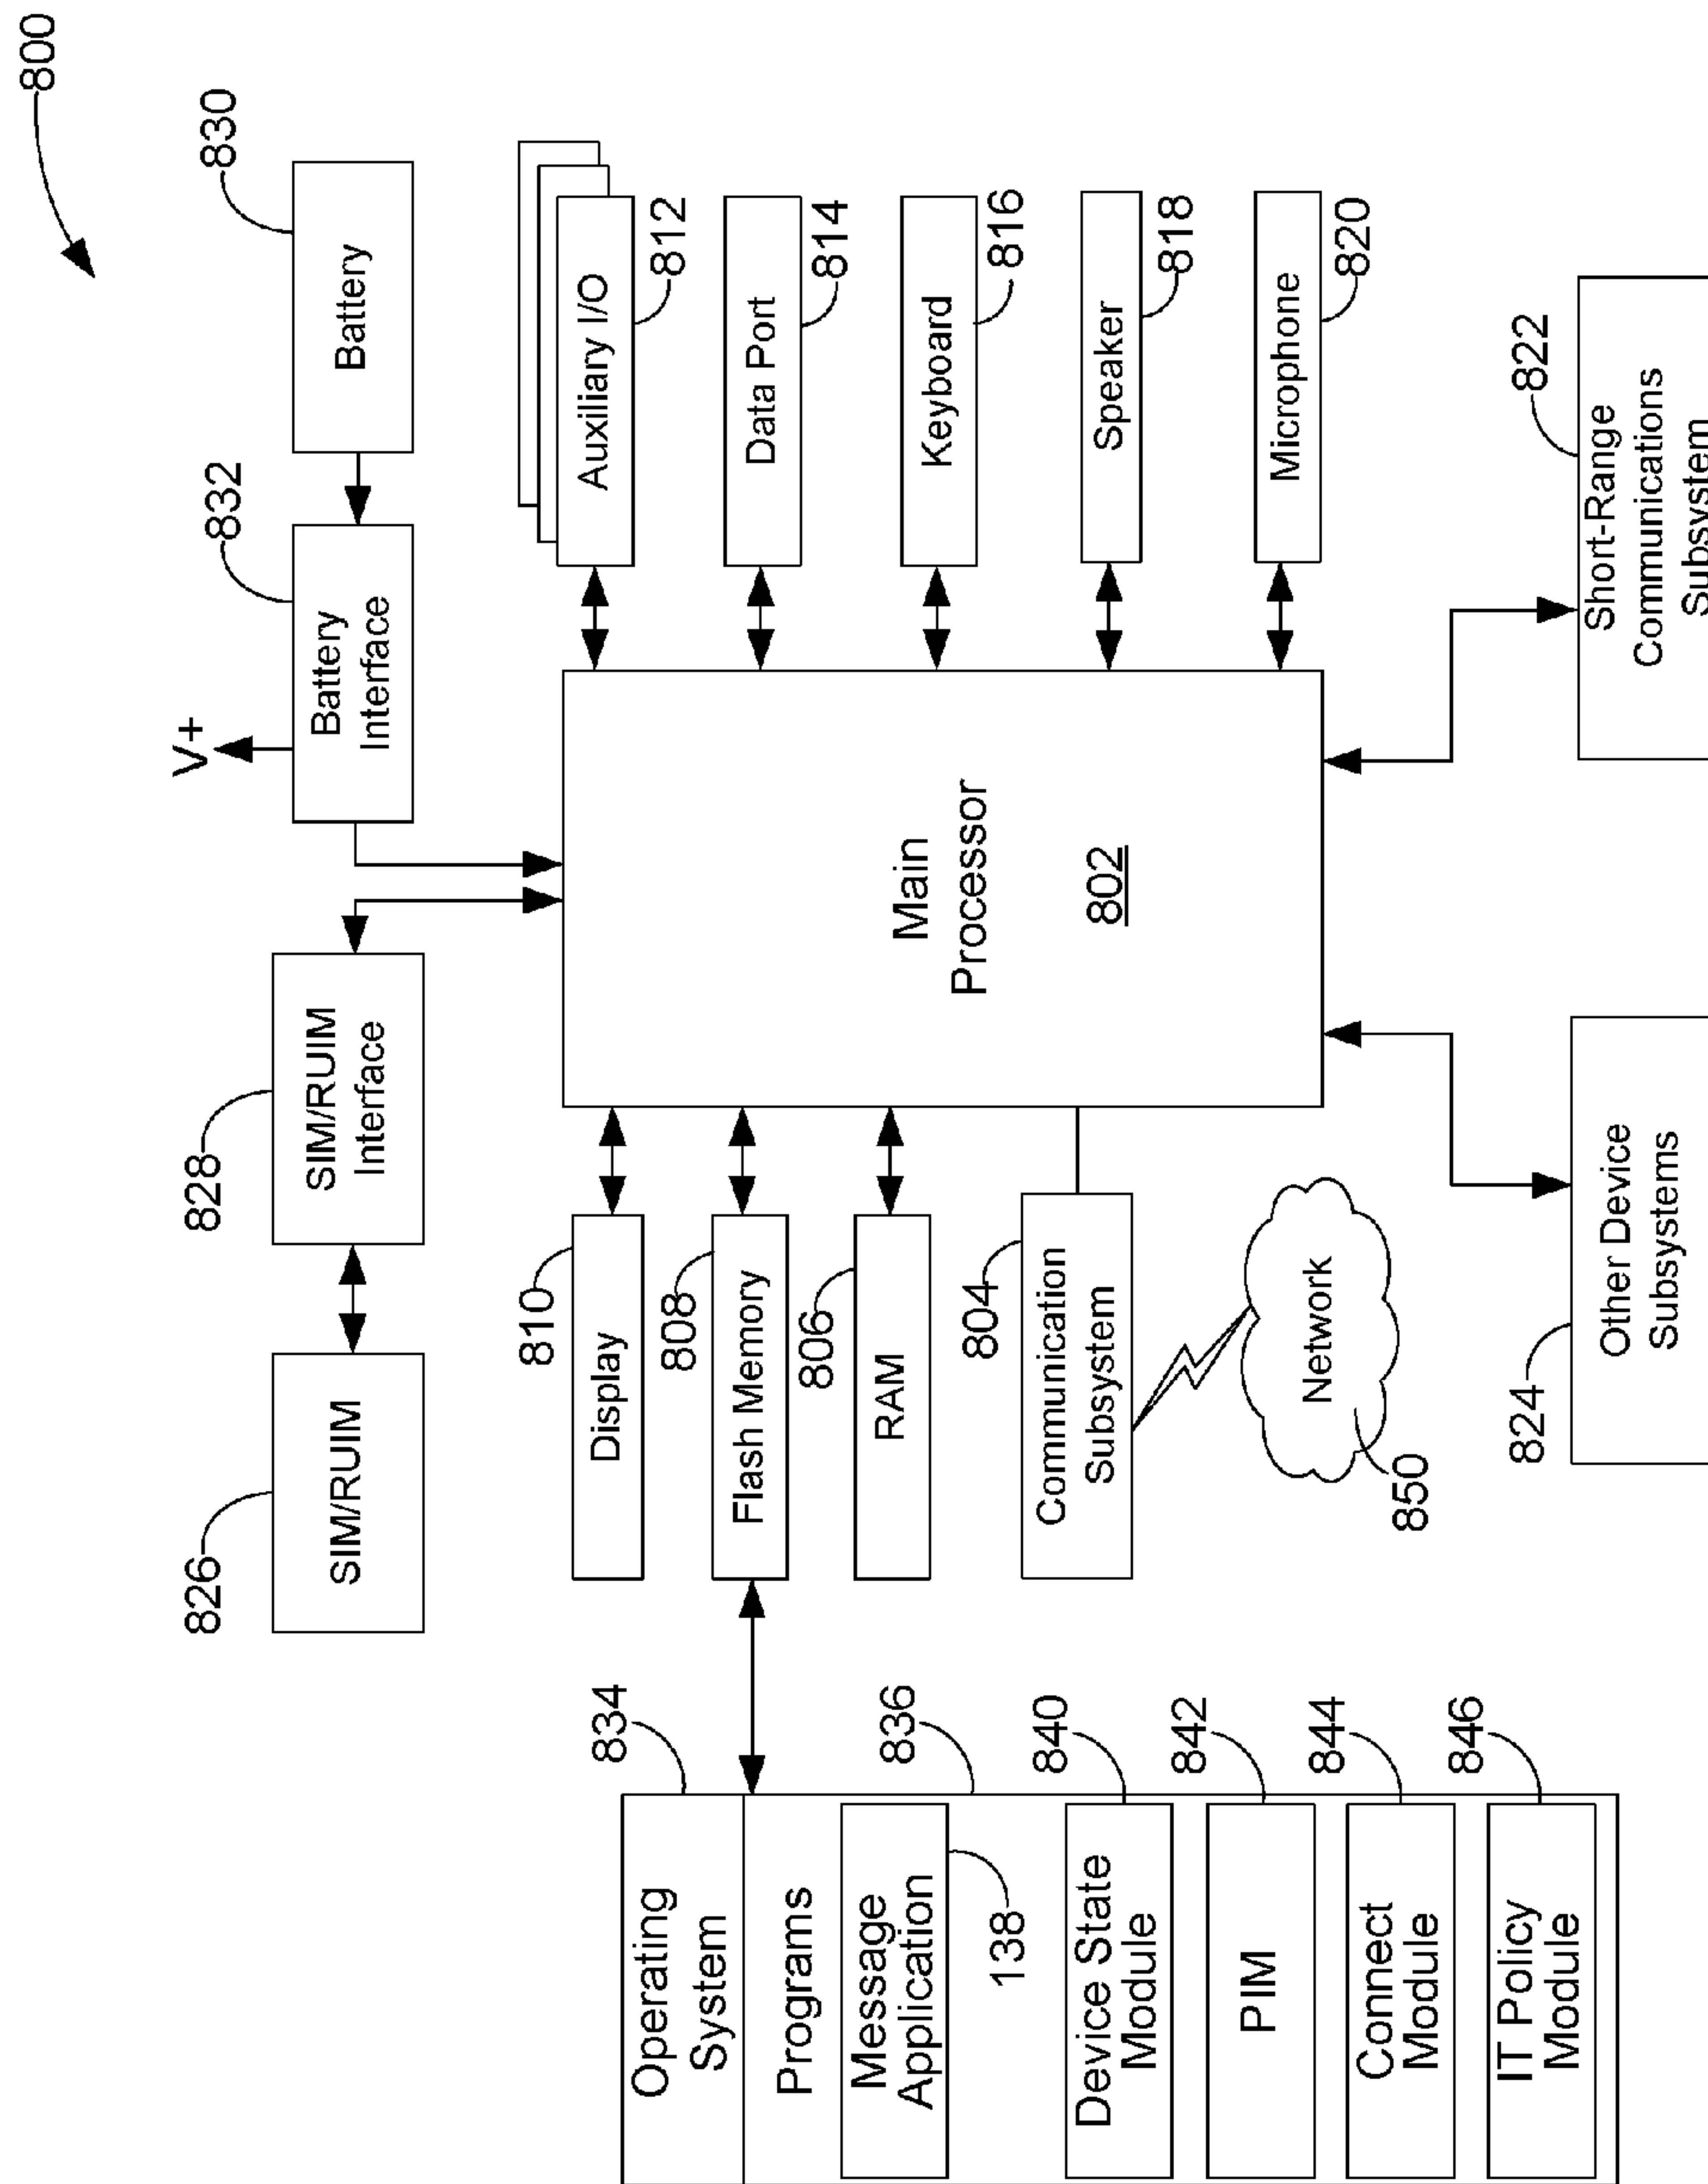 800
826
828
832
830
V+
SIM/RUIM
SIM/RUIM
Interface
Battery
Interface
Battery
834
Operating
System
Programs
836
Message
Application
138
840
Device State
Module
842
PIM
844
Connect
Module
846
IT Policy
Module
810
Display
808
Flash Memory
806
RAM
804
Communication
Subsystem
Network
850
Main
Processor
802
Auxiliary I/O
812
Data Port
814
Keyboard
816
Speaker
818
Microphone
820
824
Other Device
Subsystems
822
Short-Range
Communications
Subsystem